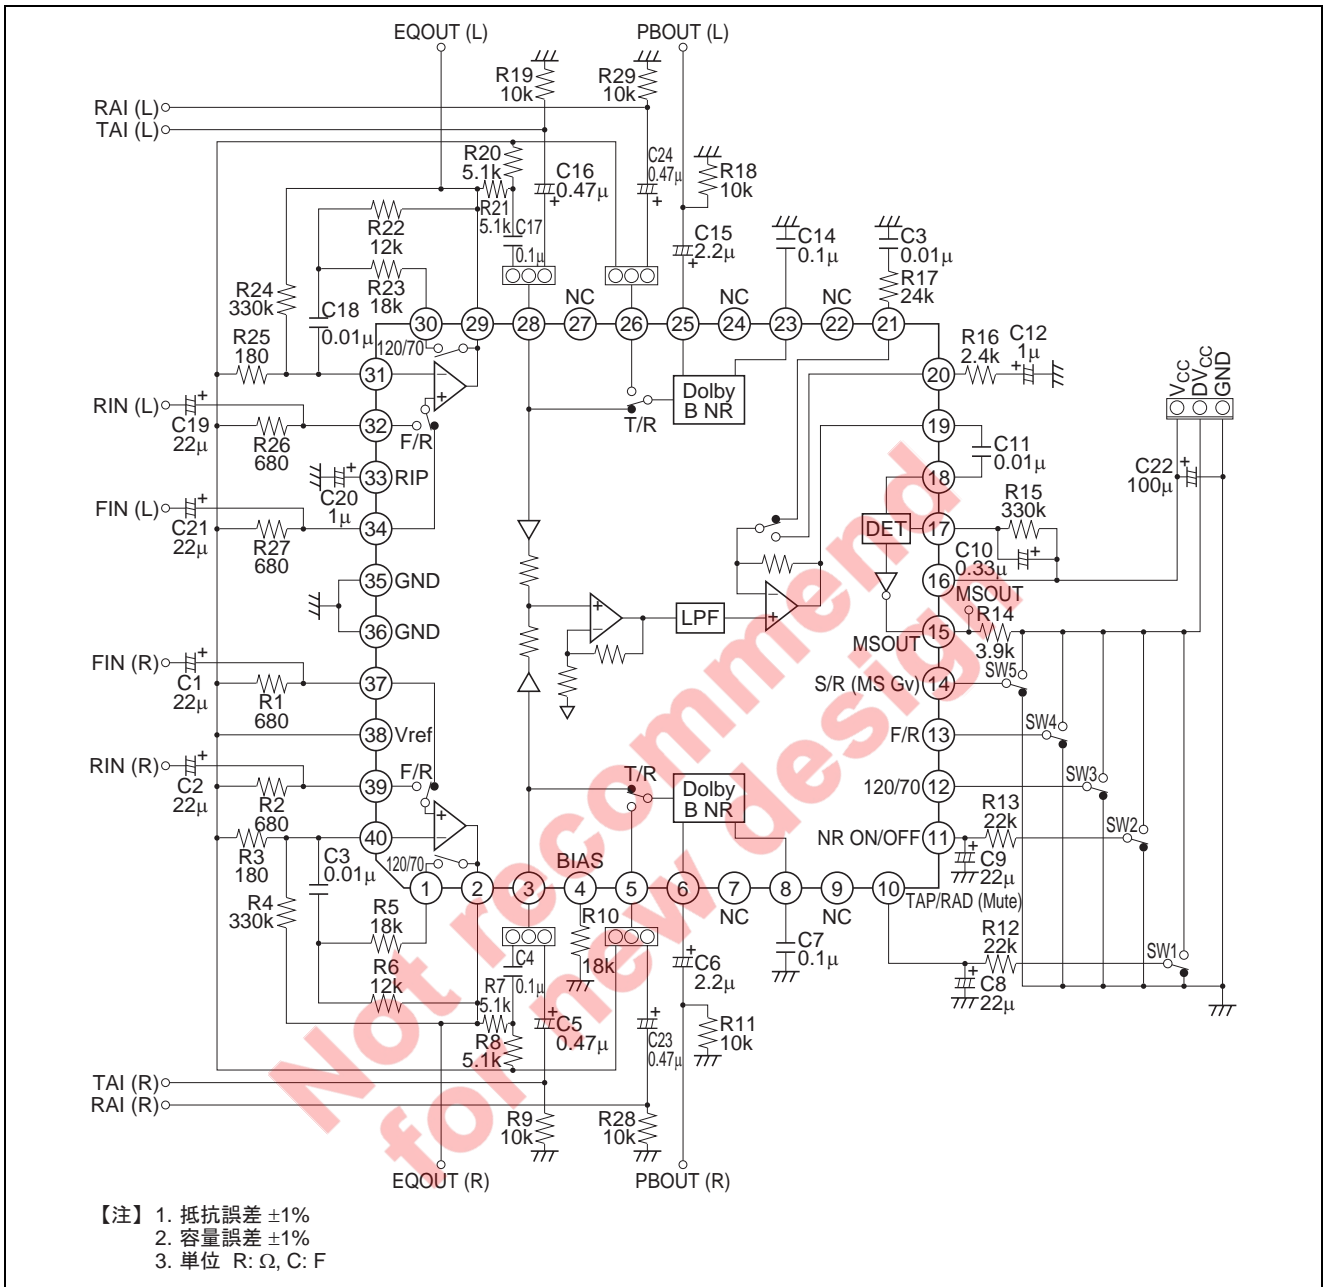 EQOUT (L)
PBOUT (L)
R19
10k
R29
10k
RAI (L)
TAI (L)
R20
5.1k
C16
0.47μ
C24
0.47μ
R18
10k
R21
5.1k
C17
0.1μ
R22
12k
R23
18k
C15
2.2μ
C14
0.1μ
C3
0.01μ
R17
24k
R24
330k
C18
0.01μ
R25
180
NC
NC
NC
30
29
28
27
26
25
24
23
22
21
120/70
R16
2.4k
C12
1μ
31
20
Dolby
B NR
T/R
VCC
DVCC
GND
RIN (L)
C19
22μ
R26
680
32
F/R
19
C11
0.01μ
33
RIP
C20
1μ
18
C22
100μ
FIN (L)
C21
22μ
R27
680
34
DET
17
R15
330k
C10
0.33μ
35
GND
16
MSOUT
36
GND
LPF
15
R14
3.9k
MSOUT
FIN (R)
C1
22μ
R1
680
37
S/R (MS Gv)
14
SW5
38
Vref
F/R
13
SW4
RIN (R)
C2
22μ
R2
680
39
F/R
T/R
Dolby
B NR
120/70
12
SW3
R3
180
40
NR ON/OFF
11
R13
22k
SW2
C9
22μ
C3
0.01μ
120/70
BIAS
1
2
3
4
5
6
7
8
9
10
NC
NC
TAP/RAD (Mute)
R4
330k
R5
18k
R6
12k
R10
18k
C4
0.1μ
R7
5.1k
R8
5.1k
C5
0.47μ
C23
0.47μ
C6
2.2μ
R11
10k
C7
0.1μ
R12
22k
SW1
C8
22μ
TAI (R)
RAI (R)
R9
10k
R28
10k
EQOUT (R)
PBOUT (R)
Not recommend
for new design
【注】 1. 抵抗誤差 ±1%
2. 容量誤差 ±1%
3. 単位 R: Ω, C: F